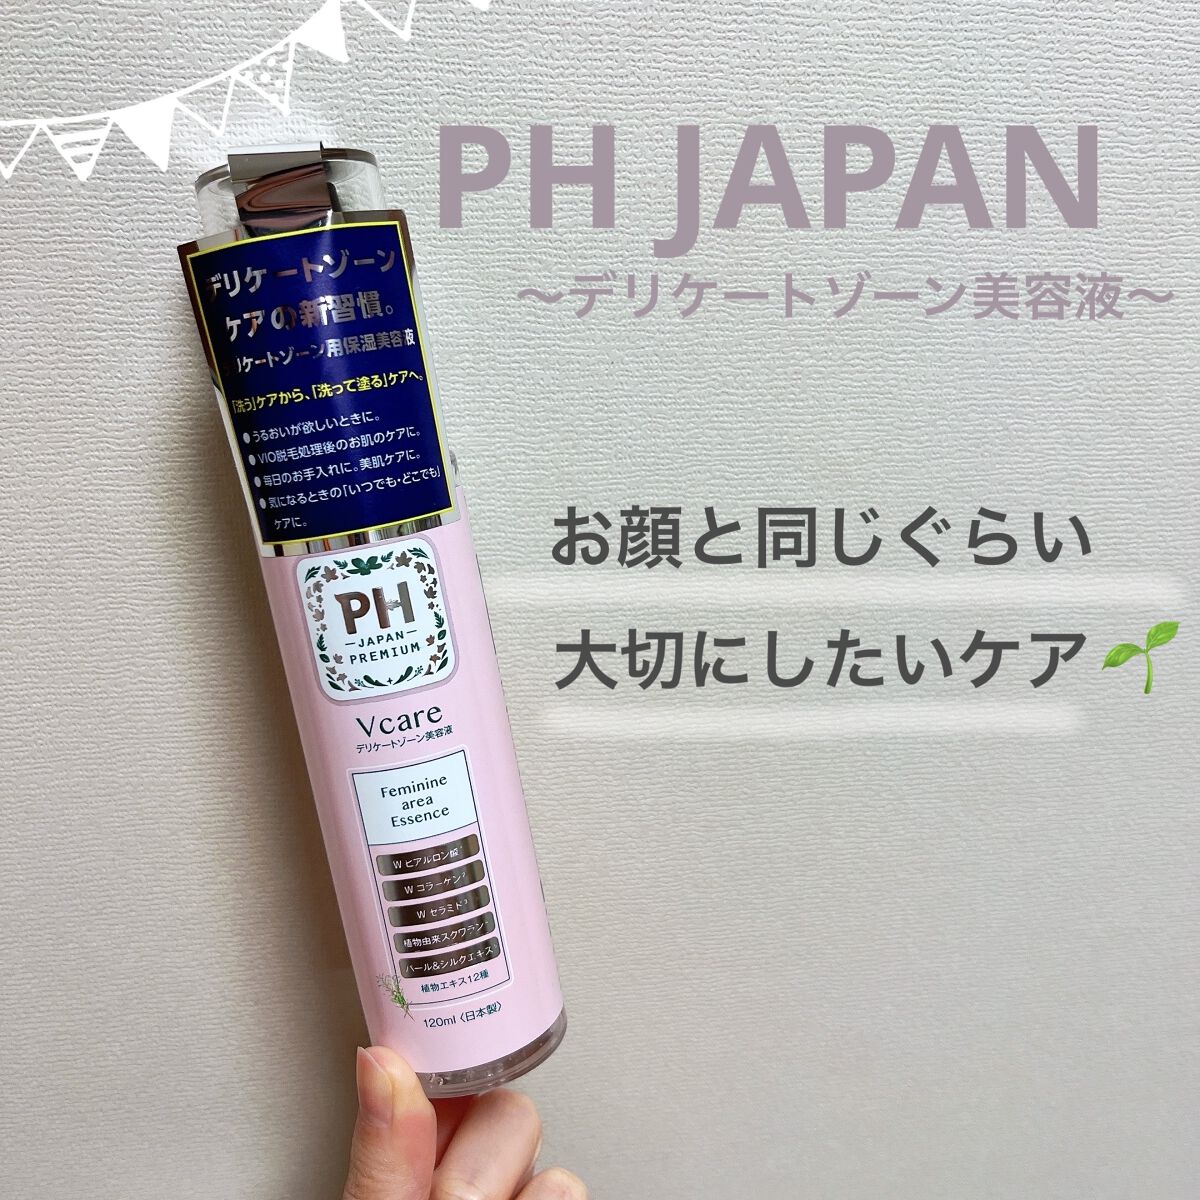 PH JAPAN
～デリケートゾーン美容液～
デリケートゾーン
ケアの新習慣。
デリケートゾーン用保湿美容液
「洗う」ケアから、「洗って塗る」ケアへ。
●うるおいが欲しいときに。
●VIO脱毛処理後のお肌のケアに。
●毎日のお手入れに。美肌ケアに。
●気になるときの「いつでも・どこでも」
ケアに。
お顔と同じぐらい
大切にしたいケア🌱
PH
JAPAN
PREMIUM
Vcare
デリケートゾーン美容液
Feminine
area
Essence
W ヒアルロン酸
W コラーゲン
W セラミド
植物由来スクワラン
パール&シルクエキス
植物エキス12種
120ml〈日本製〉